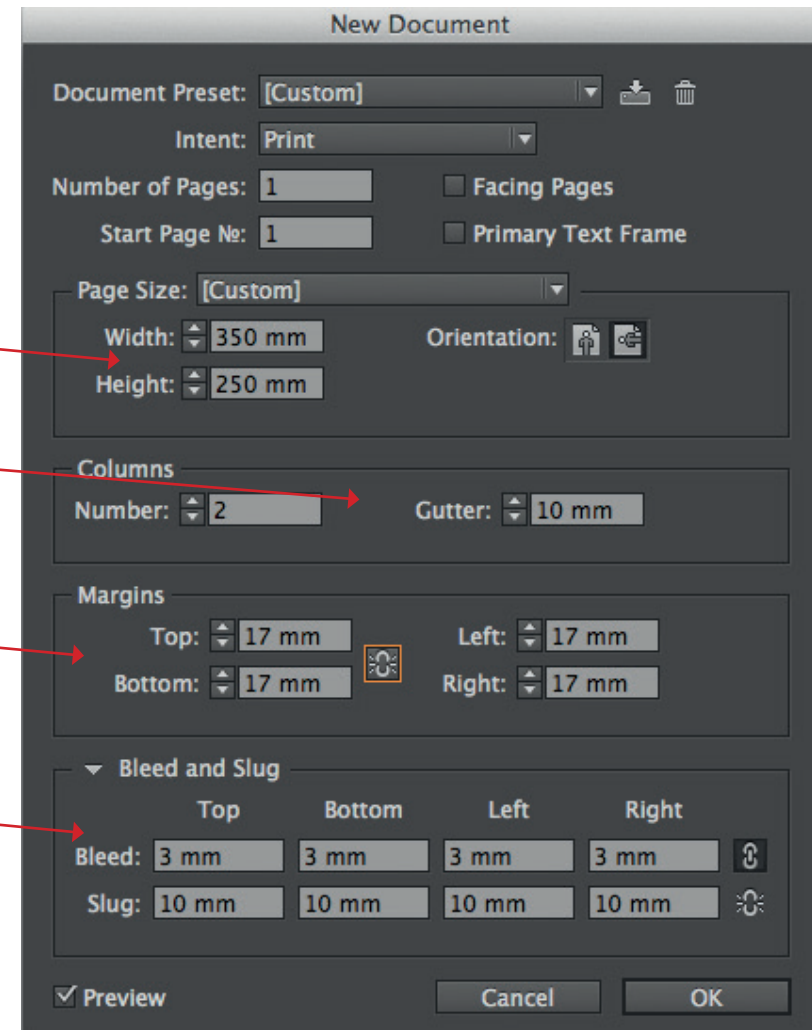 New Document
Document Preset: [Custom]
Intent: Print
Number of Pages: 1 Facing Pages
Start Page №: 1 Primary Text Frame
Page Size: [Custom]
Width: 350 mm Orientation:
Height: 250 mm
Columns
Number: 2 Gutter: 10 mm
Margins
Top: 17 mm Left: 17 mm
Bottom: 17 mm Right: 17 mm
Bleed and Slug
Top Bottom Left Right
Bleed: 3 mm 3 mm 3 mm 3 mm
Slug: 10 mm 10 mm 10 mm 10 mm
Preview Cancel OK